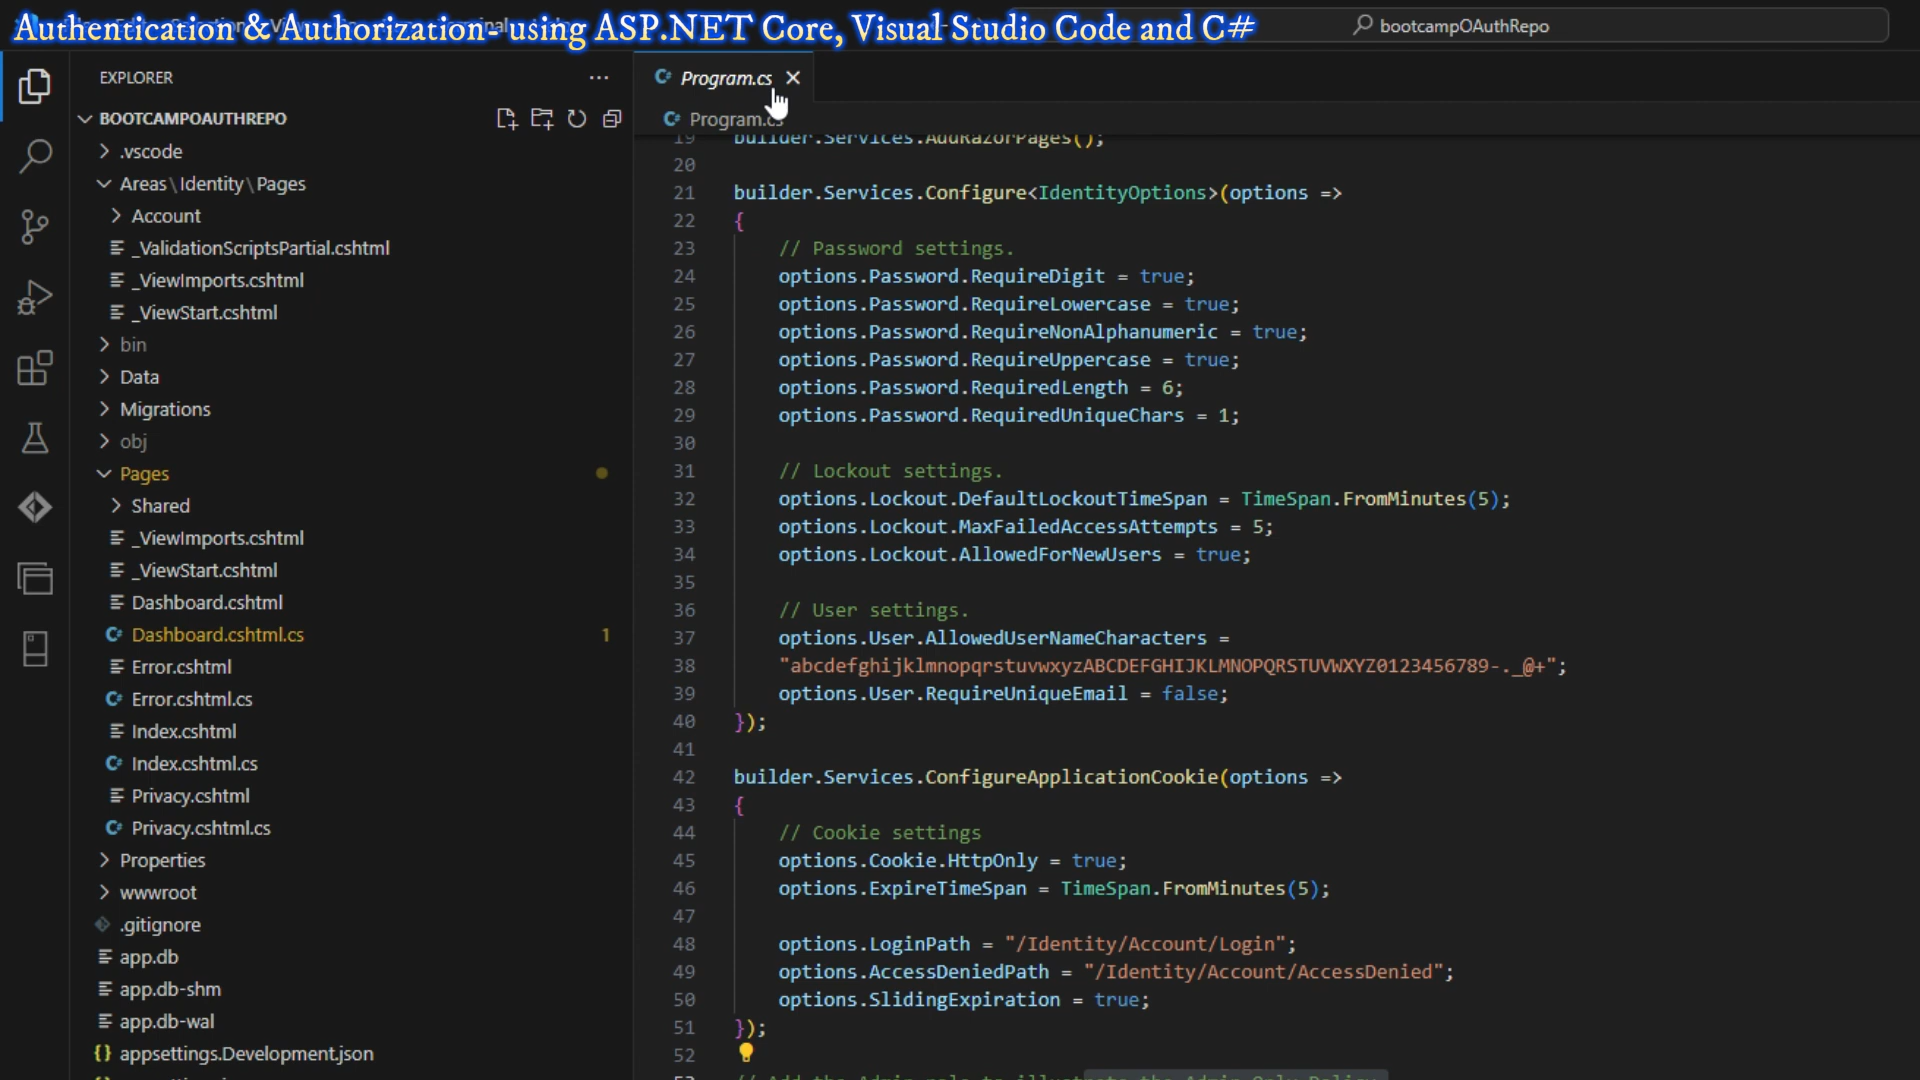 Authentication & Authorization- using ASP.NET Core, Visual Studio Code and C#
bootcampOAuthRepo
EXPLORER
BOOTCAMPOAUTHREPO
.vscode
Areas\Identity\Pages
Account
_ValidationScriptsPartial.cshtml
_ViewImports.cshtml
_ViewStart.cshtml
bin
Data
Migrations
obj
Pages
Shared
_ViewImports.cshtml
_ViewStart.cshtml
Dashboard.cshtml
Dashboard.cshtml.cs 1
Error.cshtml
Error.cshtml.cs
Index.cshtml
Index.cshtml.cs
Privacy.cshtml
Privacy.cshtml.cs
Properties
wwwroot
.gitignore
app.db
app.db-shm
app.db-wal
appsettings.Development.json
Program.cs
Program.cs
19 builder.Services.AddRazorPages();
20
21 builder.Services.Configure<IdentityOptions>(options =>
22 {
23 // Password settings.
24 options.Password.RequireDigit = true;
25 options.Password.RequireLowercase = true;
26 options.Password.RequireNonAlphanumeric = true;
27 options.Password.RequireUppercase = true;
28 options.Password.RequiredLength = 6;
29 options.Password.RequiredUniqueChars = 1;
30
31 // Lockout settings.
32 options.Lockout.DefaultLockoutTimeSpan = TimeSpan.FromMinutes(5);
33 options.Lockout.MaxFailedAccessAttempts = 5;
34 options.Lockout.AllowedForNewUsers = true;
35
36 // User settings.
37 options.User.AllowedUserNameCharacters =
38 "abcdefghijklmnopqrstuvwxyzABCDEFGHIJKLMNOPQRSTUVWXYZ0123456789-._@+";
39 options.User.RequireUniqueEmail = false;
40 });
41
42 builder.Services.ConfigureApplicationCookie(options =>
43 {
44 // Cookie settings
45 options.Cookie.HttpOnly = true;
46 options.ExpireTimeSpan = TimeSpan.FromMinutes(5);
47
48 options.LoginPath = "/Identity/Account/Login";
49 options.AccessDeniedPath = "/Identity/Account/AccessDenied";
50 options.SlidingExpiration = true;
51 });
52